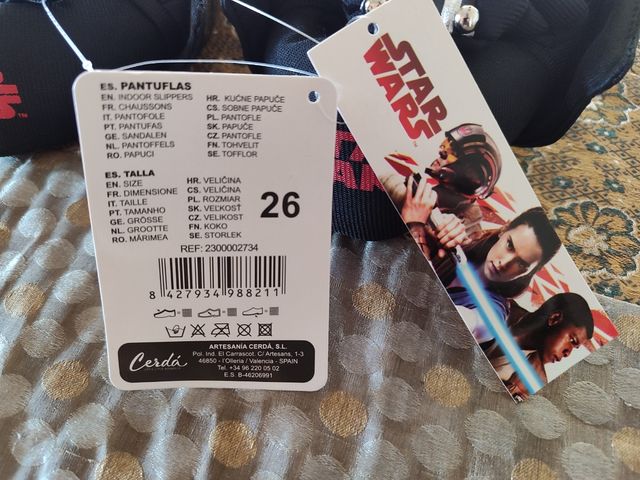 ES. PANTUFLAS
EN. INDOOR SLIPPERS
FR. CHAUSSONS
IT. PANTOFOLE
PT. PANTUFAS
GE. SANDALEN
NL. PANTOFFELS
RO. PAPUCI
HR. KUĆNE PAPUČE
CS. SOBNE PAPUČE
PL. PANTOFLE
SK. PAPUČE
CZ. PANTOFLE
FN. TOHVELIT
SE. TOFFLOR
ES. TALLA
EN. SIZE
FR. DIMENSIONE
IT. TAILLE
PT. TAMANHO
GE. GRÖSSE
NL. GROOTTE
RO. MĂRIMEA
HR. VELIČINA
CS. VELIČINA
PL. ROZMIAR
SK. VEĽKOSŤ
CZ. VELIKOST
FN. KOKO
SE. STORLEK
26
REF: 2300002734
8 427934 988211
Cerdá
ARTESANÍA CERDÁ, S.L.
Pol. Ind. El Carrascot. C/ Artesans, 1-3
46850 - l'Olleria / Valencia - SPAIN
Tel. +34 96 220 05 02
E.S. B-46206991
STAR
WARS